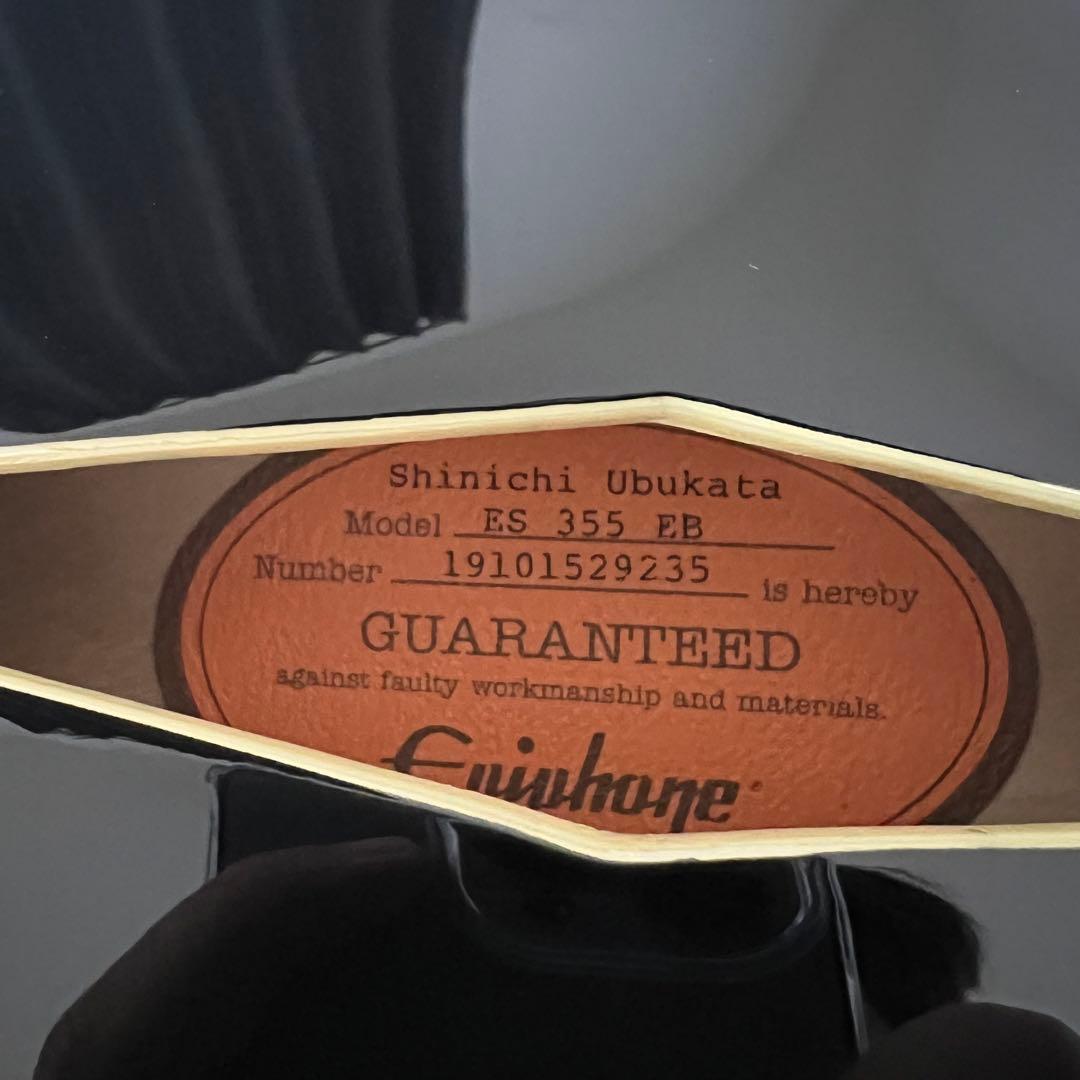 Shinichi Ubukata
Model ES 355 EB
Number 19101529235 is hereby
GUARANTEED
against faulty workmanship and materials.
Epiphone